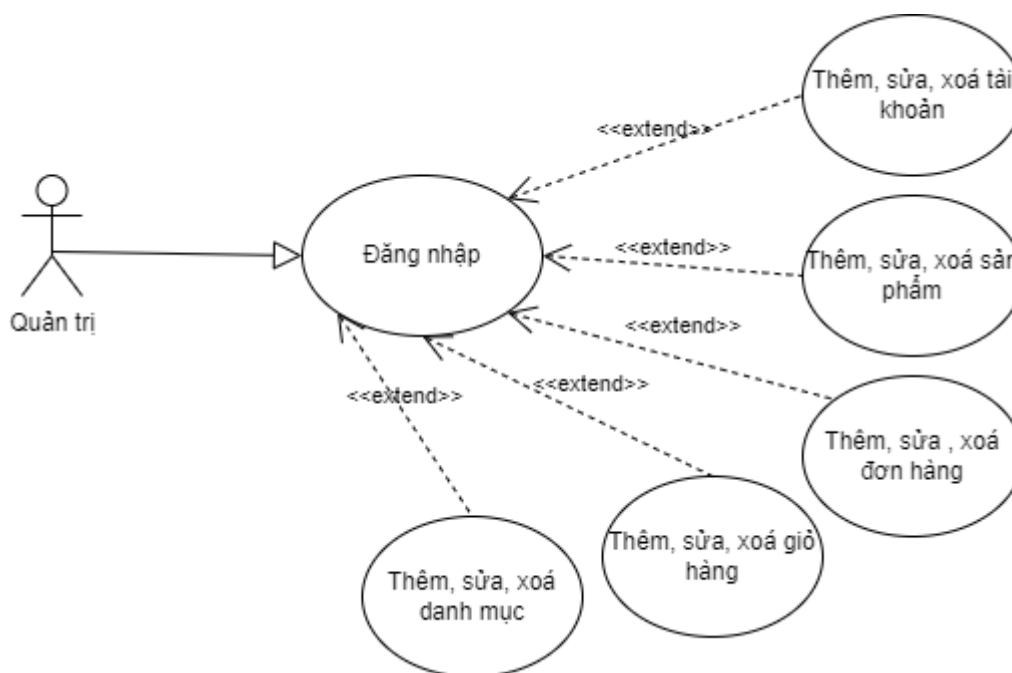 Thêm, sửa, xoá tài
khoản
<<extend>>
Quản trị
Đăng nhập
<<extend>>
Thêm, sửa, xoá sản
phẩm
<<extend>>
<<extend>>
<<extend>>
Thêm, sửa , xoá
đơn hàng
Thêm, sửa, xoá giỏ
hàng
Thêm, sửa, xoá
danh mục